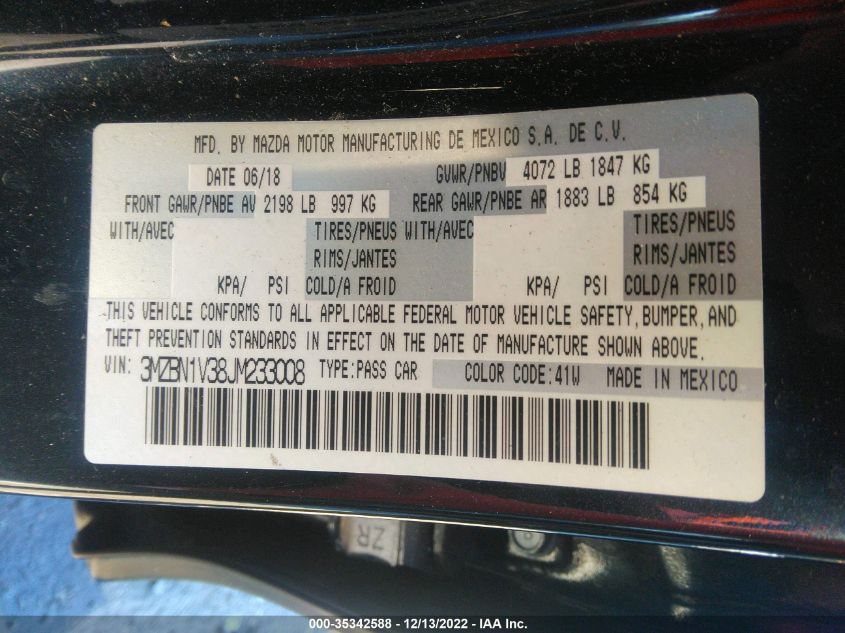 MFD. BY MAZDA MOTOR MANUFACTURING DE MEXICO S.A. DE C.V.
DATE 06/18 GVWR/PNBV 4072 LB 1847 KG
FRONT GAWR/PNBE AV 2198 LB 997 KG REAR GAWR/PNBE AR 1883 LB 854 KG
WITH/AVEC TIRES/PNEUS WITH/AVEC TIRES/PNEUS
RIMS/JANTES RIMS/JANTES
KPA/ PSI COLD/A FROID KPA/ PSI COLD/A FROID
THIS VEHICLE CONFORMS TO ALL APPLICABLE FEDERAL MOTOR VEHICLE SAFETY, BUMPER, AND
THEFT PREVENTION STANDARDS IN EFFECT ON THE DATE OF MANUFACTURE SHOWN ABOVE.
VIN: 3MZBN1V38JM233008 TYPE:PASS CAR COLOR CODE:41W MADE IN MEXICO
ZR
000-35342588 - 12/13/2022 - IAA Inc.